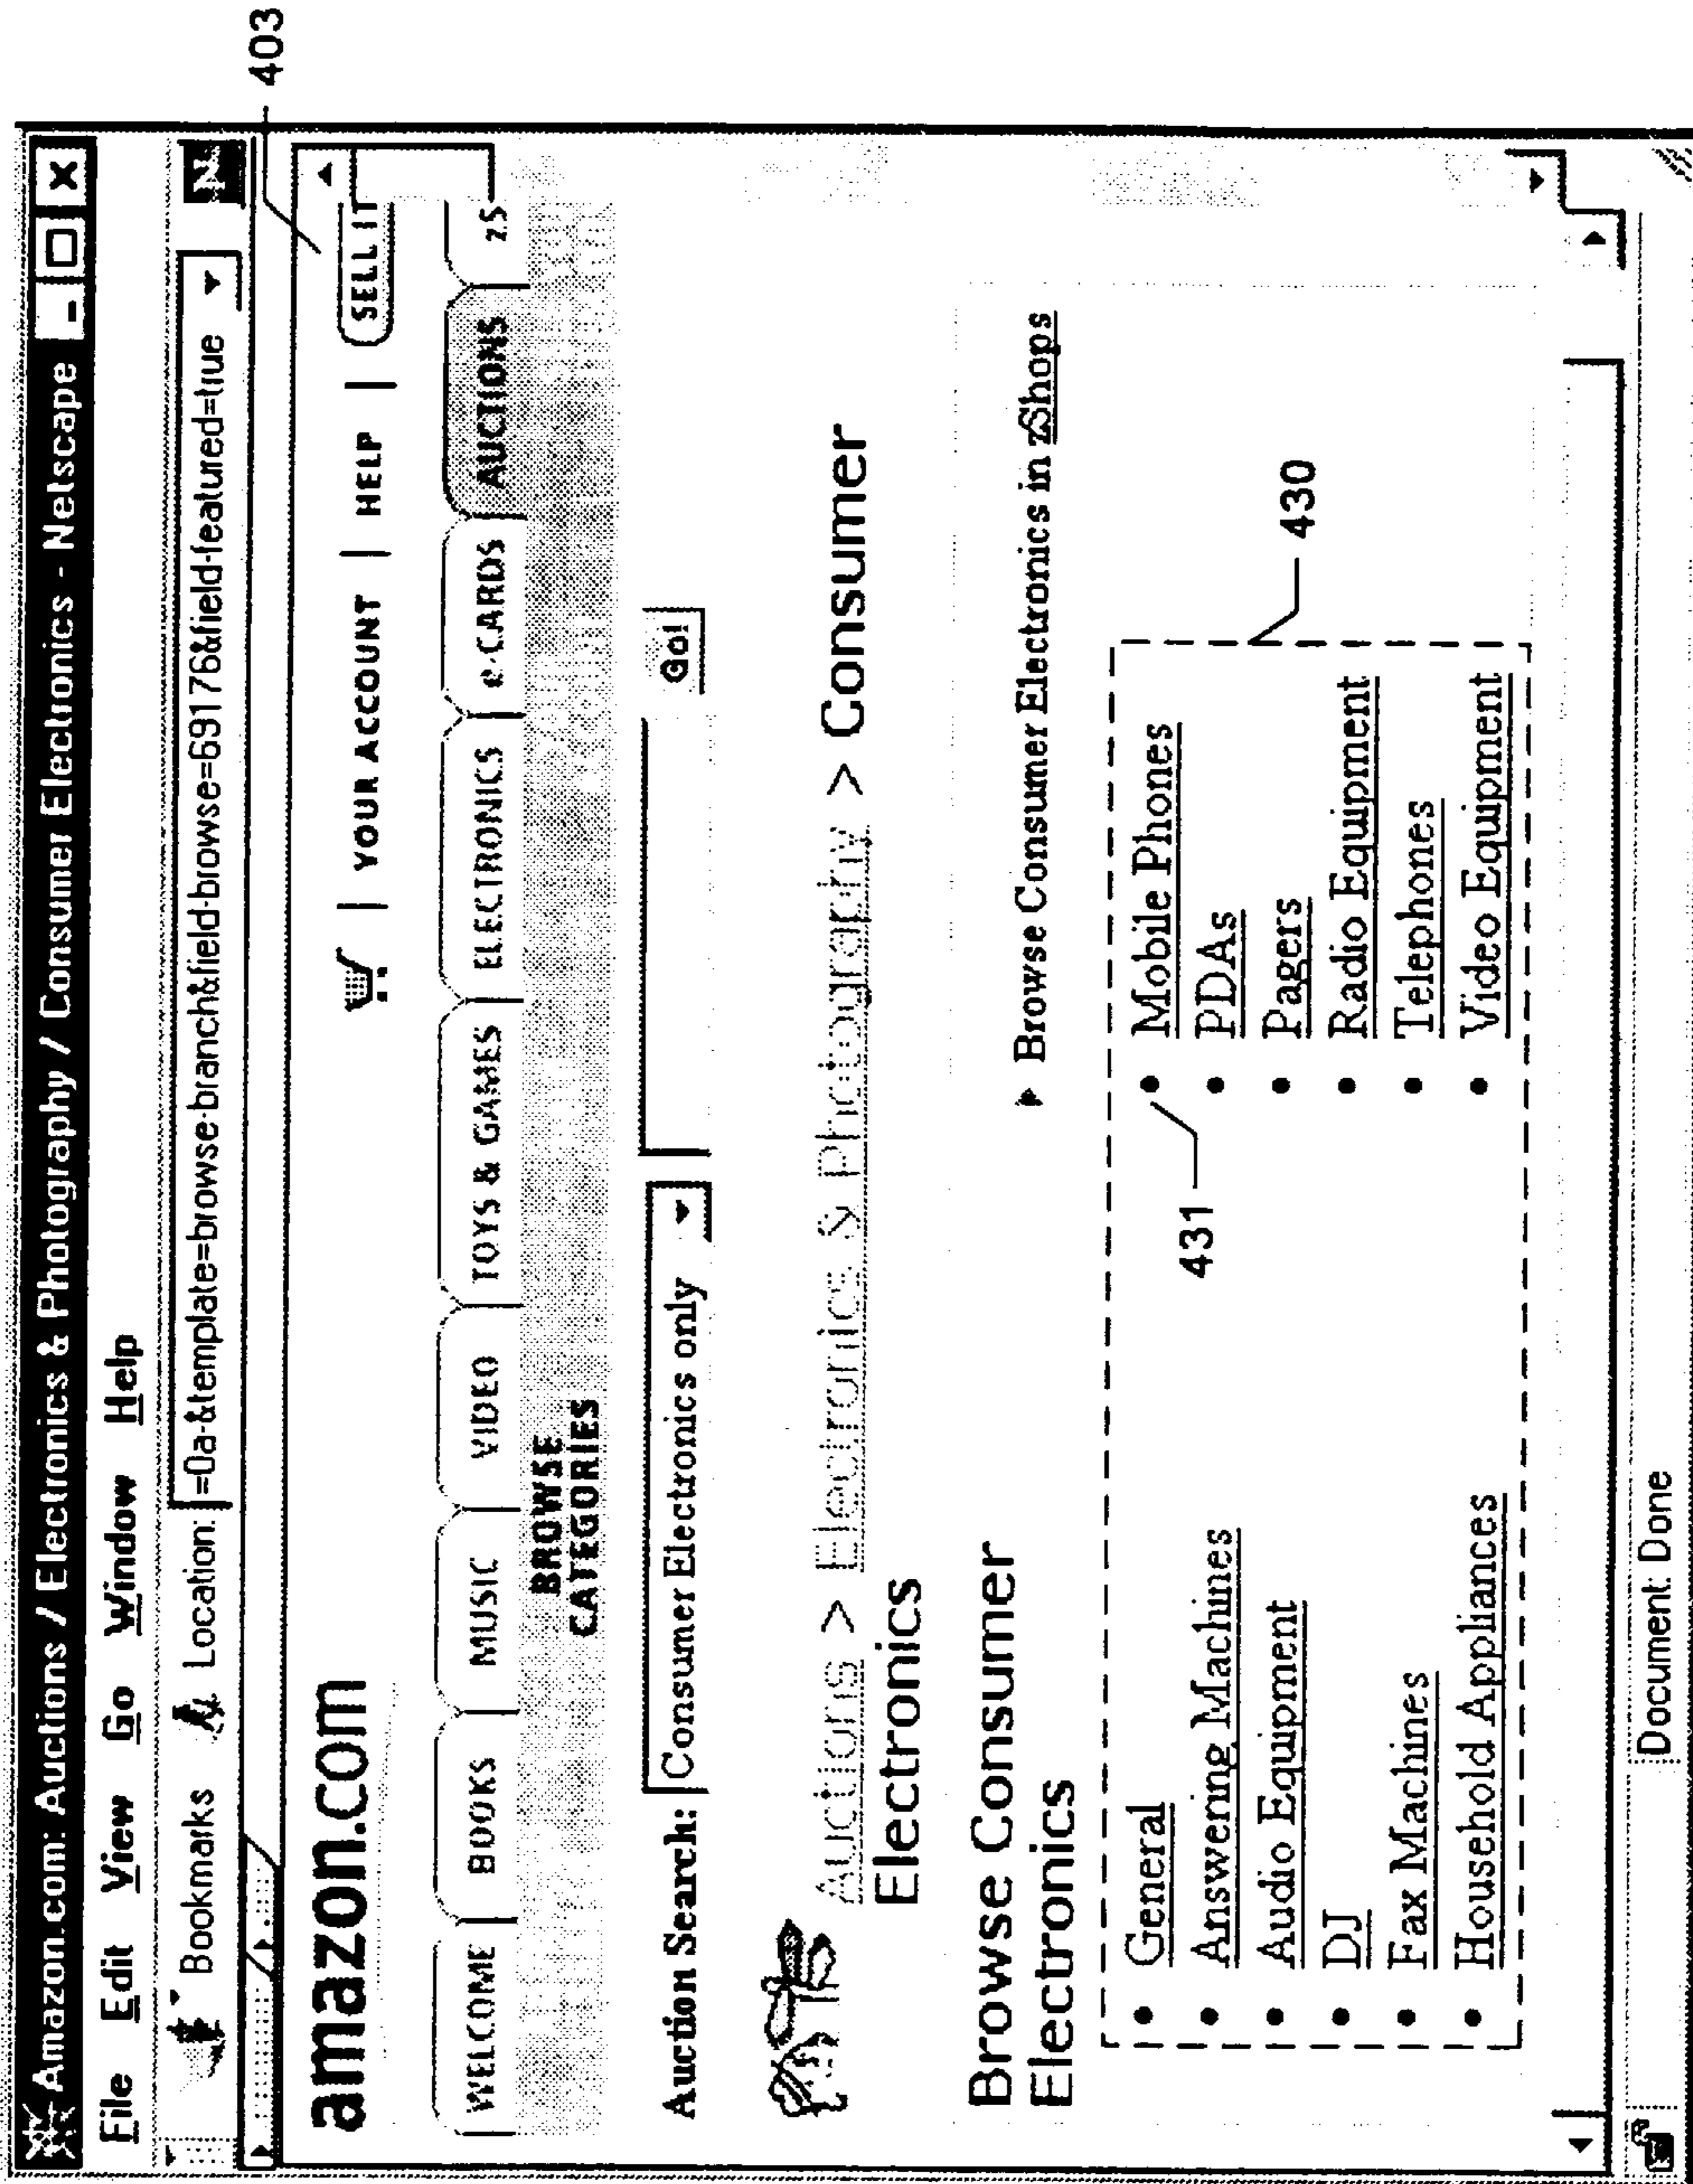 Amazon.com: Auctions / Electronics & Photography / Consumer Electronics - Netscape
File Edit View Go Window Help
Bookmarks Location: =0a-&template=browse-branch&field-browse=69176&field-featured=true
N
403
amazon.com
| YOUR ACCOUNT | HELP | SELL IT
WELCOME BOOKS MUSIC VIDEO TOYS & GAMES ELECTRONICS e-CARDS AUCTIONS zS
BROWSE
CATEGORIES
Auction Search: Consumer Electronics only Go!
Auctions > Electronics & Photography > Consumer
Electronics
Browse Consumer
Electronics
Browse Consumer Electronics in zShops
430
431
• General
• Answering Machines
• Audio Equipment
• DJ
• Fax Machines
• Household Appliances
• Mobile Phones
• PDAs
• Pagers
• Radio Equipment
• Telephones
• Video Equipment
Document: Done